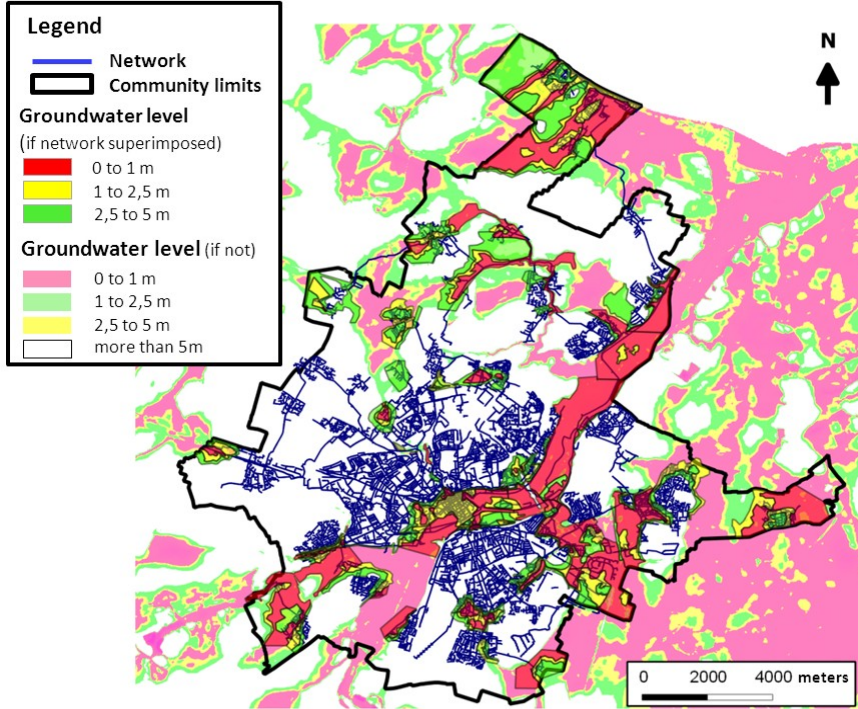 Legend
Network
Community limits
Groundwater level
(if network superimposed)
0 to 1 m
1 to 2,5 m
2,5 to 5 m
Groundwater level (if not)
0 to 1 m
1 to 2,5 m
2,5 to 5 m
more than 5m
N
0 2000 4000 meters